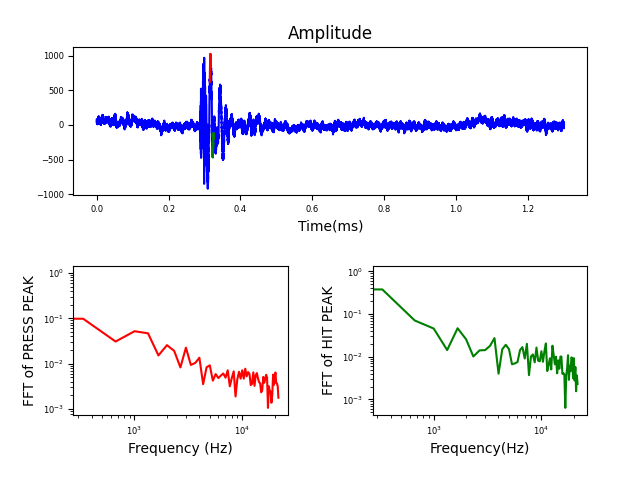 Amplitude
1000
500
0
−500
−1000
0.0 0.2 0.4 0.6 0.8 1.0 1.2
Time(ms)
FFT of PRESS PEAK
10⁰
10⁻¹
10⁻²
10⁻³
10³ 10⁴
Frequency (Hz)
FFT of HIT PEAK
10⁰
10⁻¹
10⁻²
10⁻³
10³ 10⁴
Frequency(Hz)